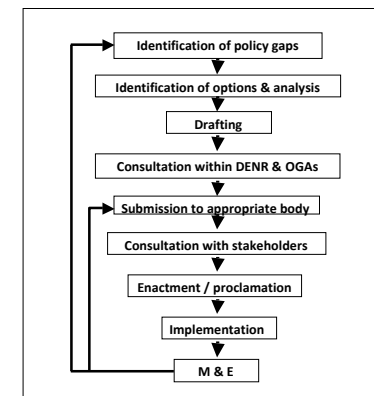 Identification of policy gaps
Identification of options & analysis
Drafting
Consultation within DENR & OGAs
Submission to appropriate body
Consultation with stakeholders
Enactment / proclamation
Implementation
M & E